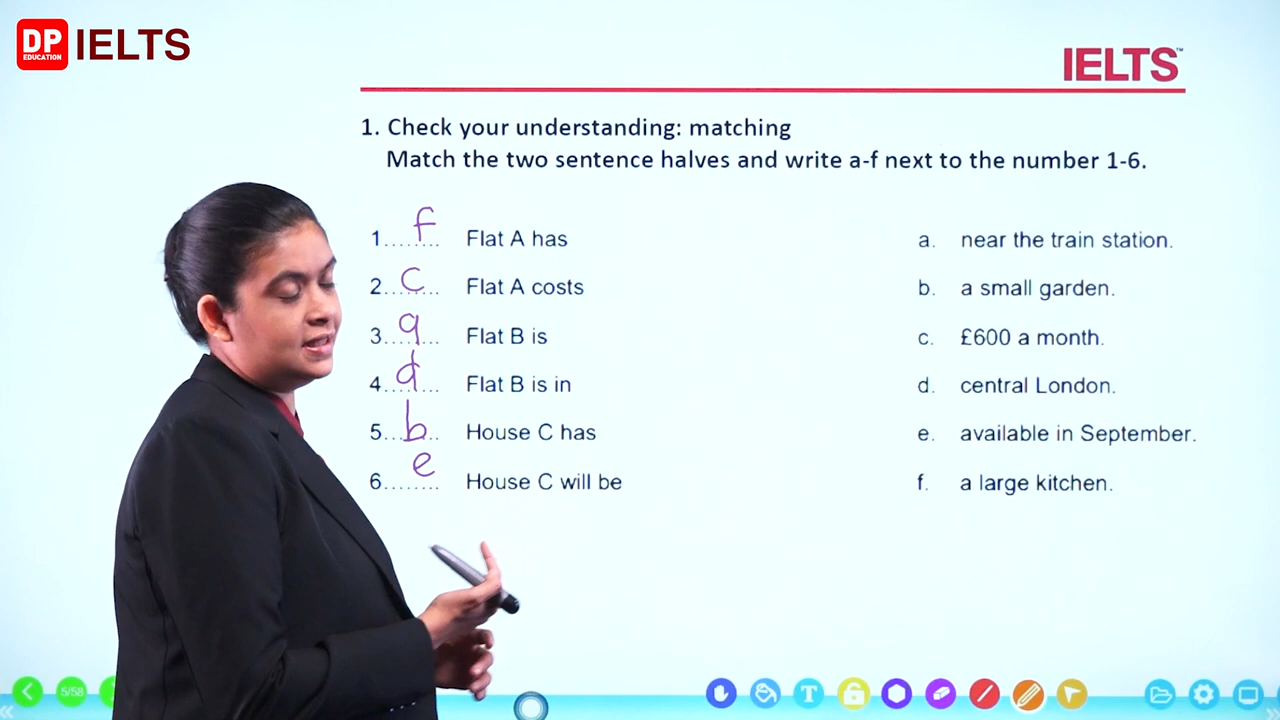 DP EDUCATION IELTS
IELTS™
1. Check your understanding: matching
Match the two sentence halves and write a-f next to the number 1-6.
1...f..... Flat A has
a. near the train station.
2...c..... Flat A costs
b. a small garden.
3...a..... Flat B is
c. £600 a month.
4...d..... Flat B is in
d. central London.
5...b..... House C has
e. available in September.
6...e..... House C will be
f. a large kitchen.
5/58
T